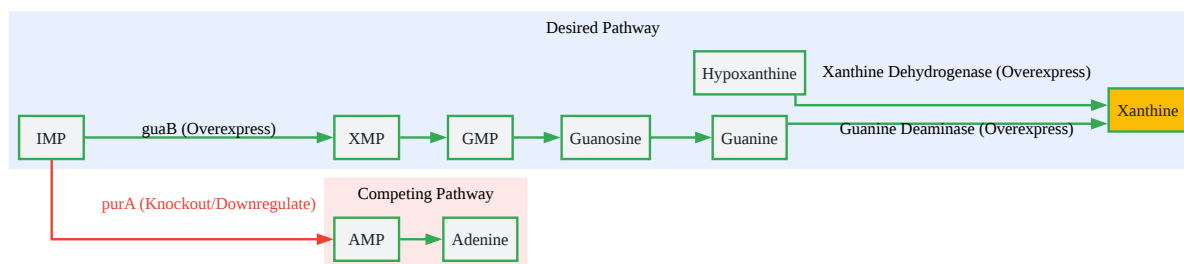 Desired Pathway
Hypoxanthine
Xanthine Dehydrogenase (Overexpress)
Xanthine
IMP
guaB (Overexpress)
XMP
GMP
Guanosine
Guanine
Guanine Deaminase (Overexpress)
Competing Pathway
purA (Knockout/Downregulate)
AMP
Adenine